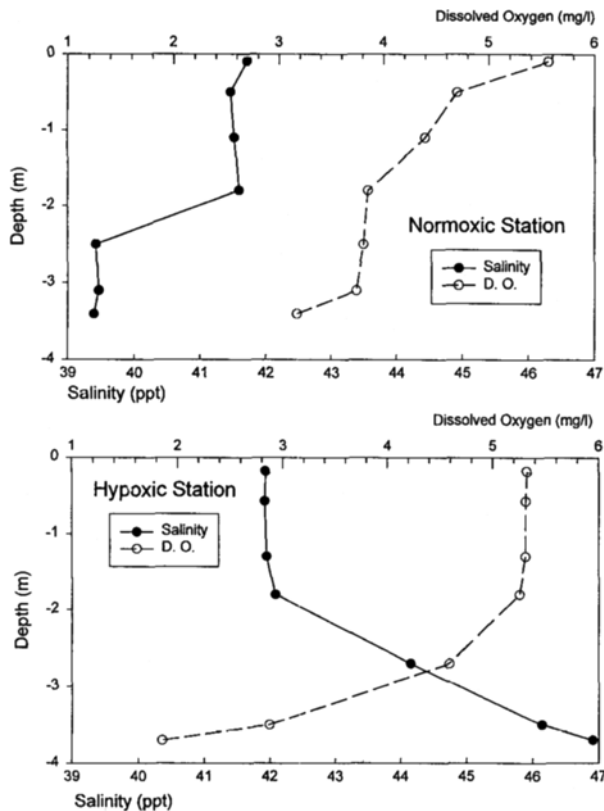 Dissolved Oxygen (mg/l)
1 2 3 4 5 6
0
-1
-2
-3
-4
Depth (m)
Normoxic Station
Salinity
D. O.
39 40 41 42 43 44 45 46 47
Salinity (ppt)
Dissolved Oxygen (mg/l)
1 2 3 4 5 6
0
-1
-2
-3
-4
Depth (m)
Hypoxic Station
Salinity
D. O.
39 40 42 44 45 46 47
Salinity (ppt)